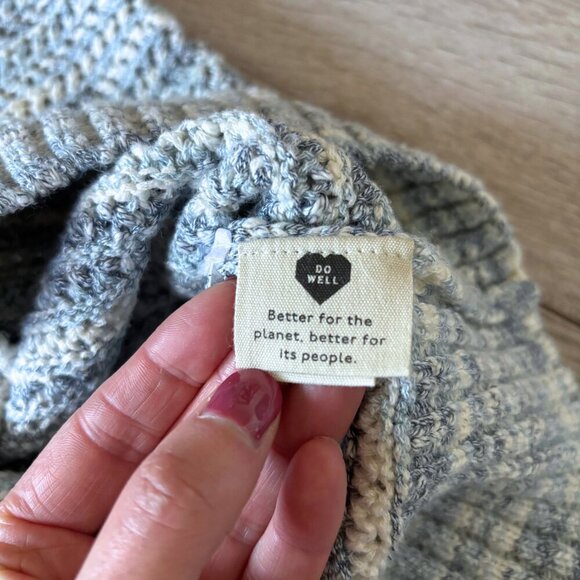 DO
WELL
Better for the
planet, better for
its people.